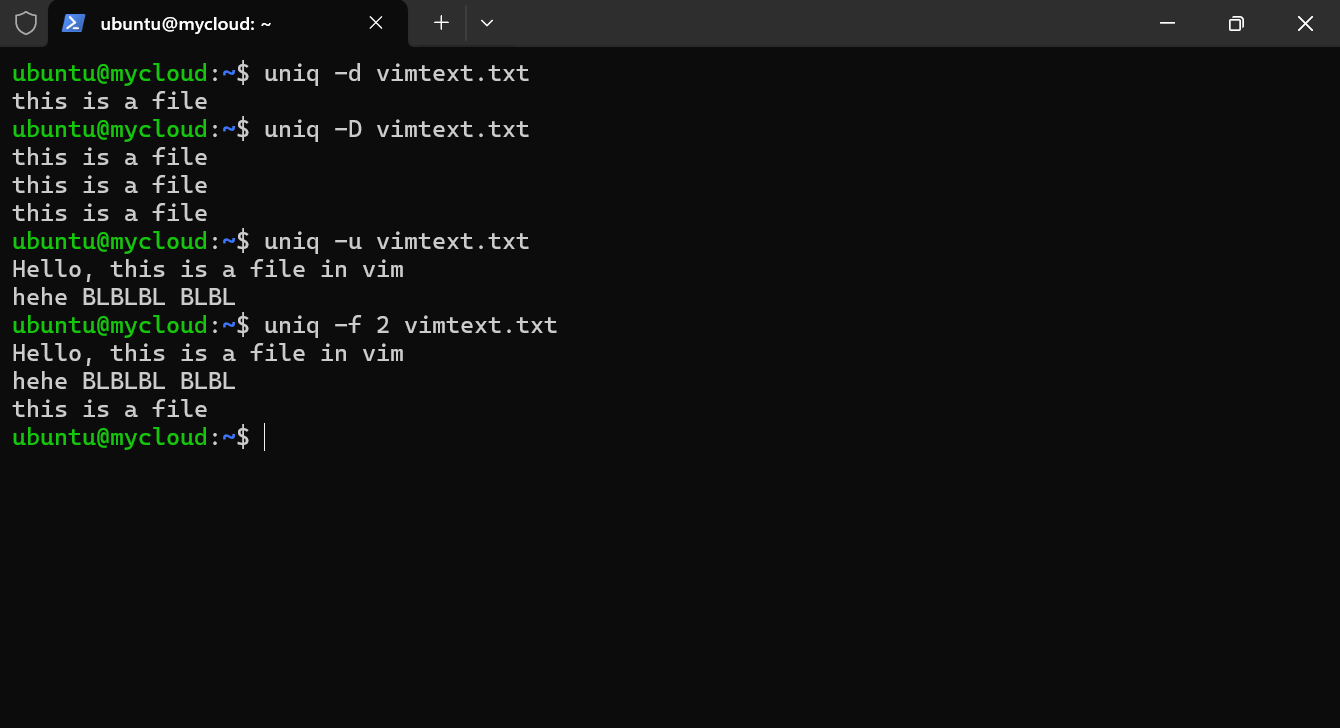 ubuntu@mycloud: ~
ubuntu@mycloud:~$ uniq -d vimtext.txt
this is a file
ubuntu@mycloud:~$ uniq -D vimtext.txt
this is a file
this is a file
this is a file
ubuntu@mycloud:~$ uniq -u vimtext.txt
Hello, this is a file in vim
hehe BLBLBL BLBL
ubuntu@mycloud:~$ uniq -f 2 vimtext.txt
Hello, this is a file in vim
hehe BLBLBL BLBL
this is a file
ubuntu@mycloud:~$